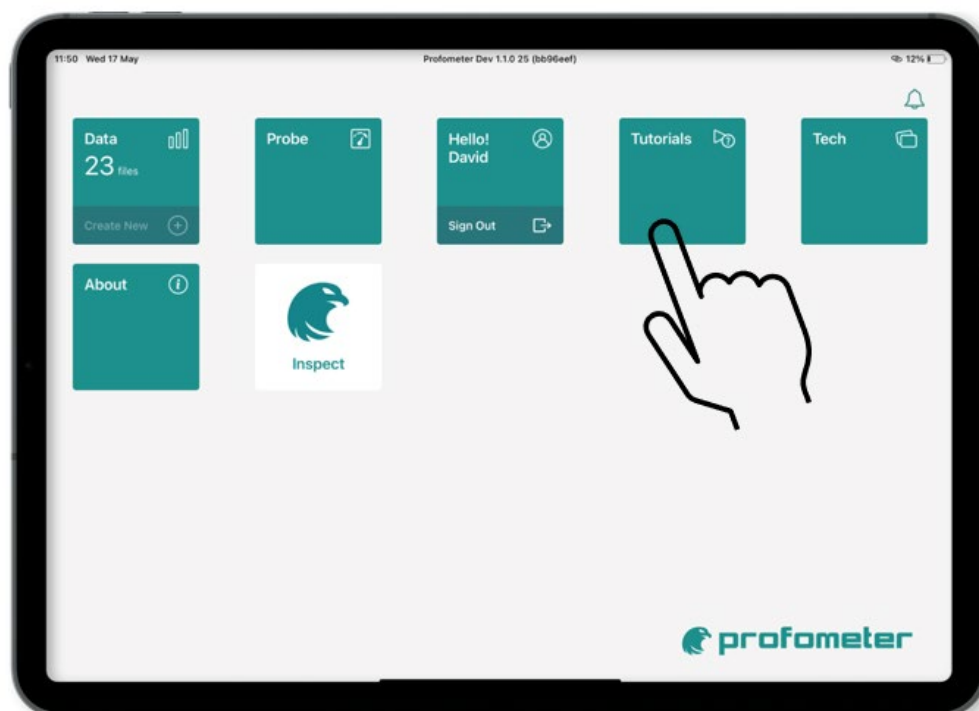 11:50 Wed 17 May
Profometer Dev 1.1.0 25 (bb96eef)
12%
Data
23 files
Create New
Probe
Hello!
David
Sign Out
Tutorials
Tech
About
Inspect
profometer